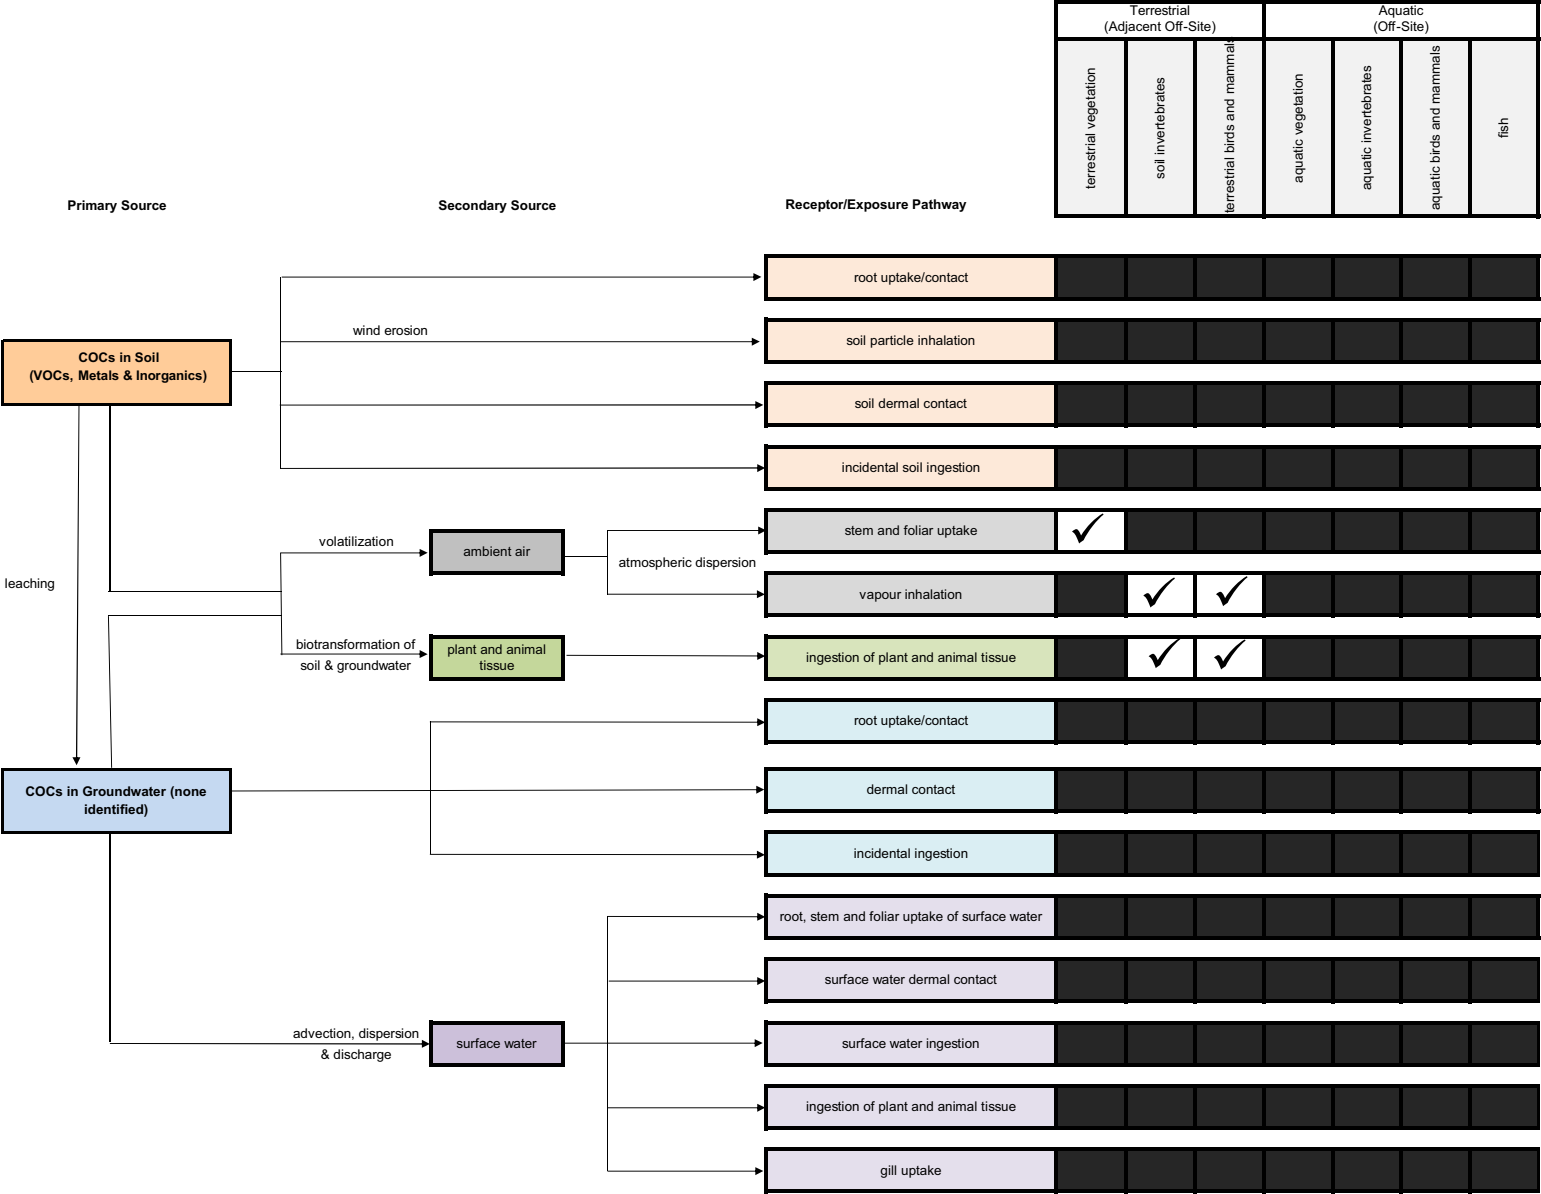 Terrestrial
(Adjacent Off-Site)
Aquatic
(Off-Site)
terrestrial vegetation
soil invertebrates
terrestrial birds and mammals
aquatic vegetation
aquatic invertebrates
aquatic birds and mammals
fish
Primary Source
Secondary Source
Receptor/Exposure Pathway
root uptake/contact
wind erosion
soil particle inhalation
COCs in Soil
(VOCs, Metals & Inorganics)
soil dermal contact
incidental soil ingestion
stem and foliar uptake
volatilization
ambient air
atmospheric dispersion
leaching
vapour inhalation
biotransformation of
soil & groundwater
plant and animal
tissue
ingestion of plant and animal tissue
root uptake/contact
COCs in Groundwater (none
identified)
dermal contact
incidental ingestion
root, stem and foliar uptake of surface water
surface water dermal contact
advection, dispersion
& discharge
surface water
surface water ingestion
ingestion of plant and animal tissue
gill uptake